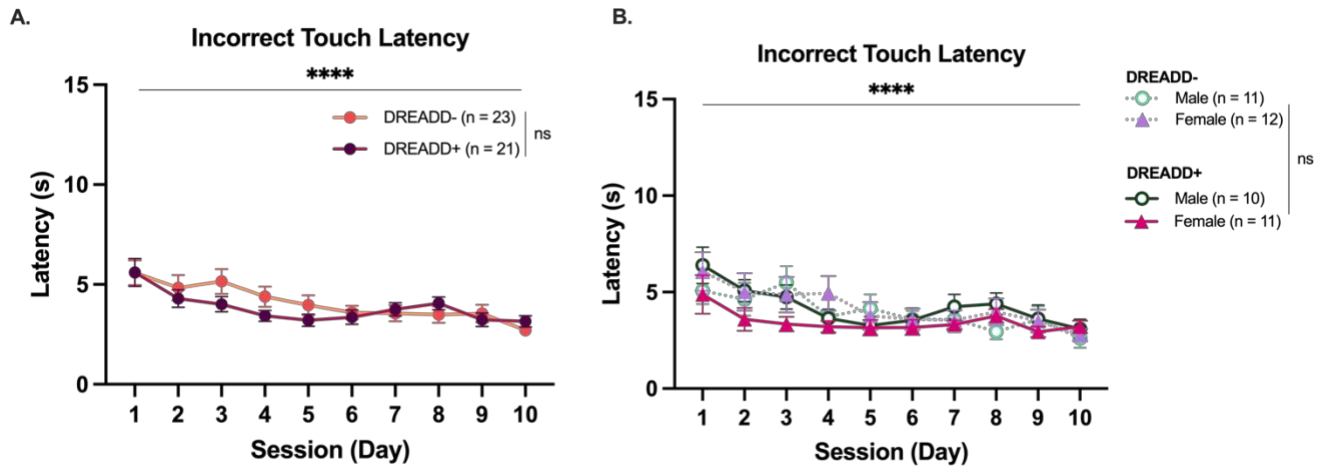 A.
Incorrect Touch Latency
****
DREADD- (n = 23)
DREADD+ (n = 21)
ns
15
10
5
0
Latency (s)
1 2 3 4 5 6 7 8 9 10
Session (Day)
B.
Incorrect Touch Latency
****
15
10
5
0
Latency (s)
1 2 3 4 5 6 7 8 9 10
Session (Day)
DREADD-
Male (n = 11)
Female (n = 12)
DREADD+
Male (n = 10)
Female (n = 11)
ns